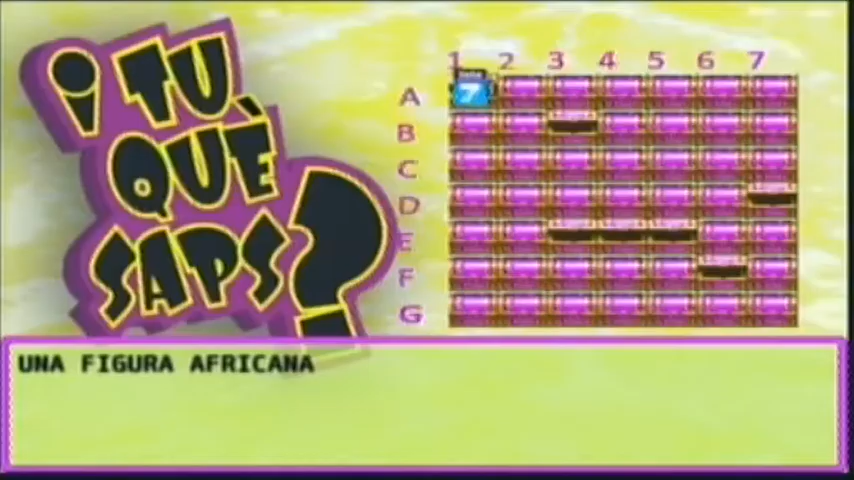 ¡TU
QUÈ
SAPS?!
1 2 3 4 5 6 7
A 7
B
C
D
E
F
G
UNA FIGURA AFRICANA